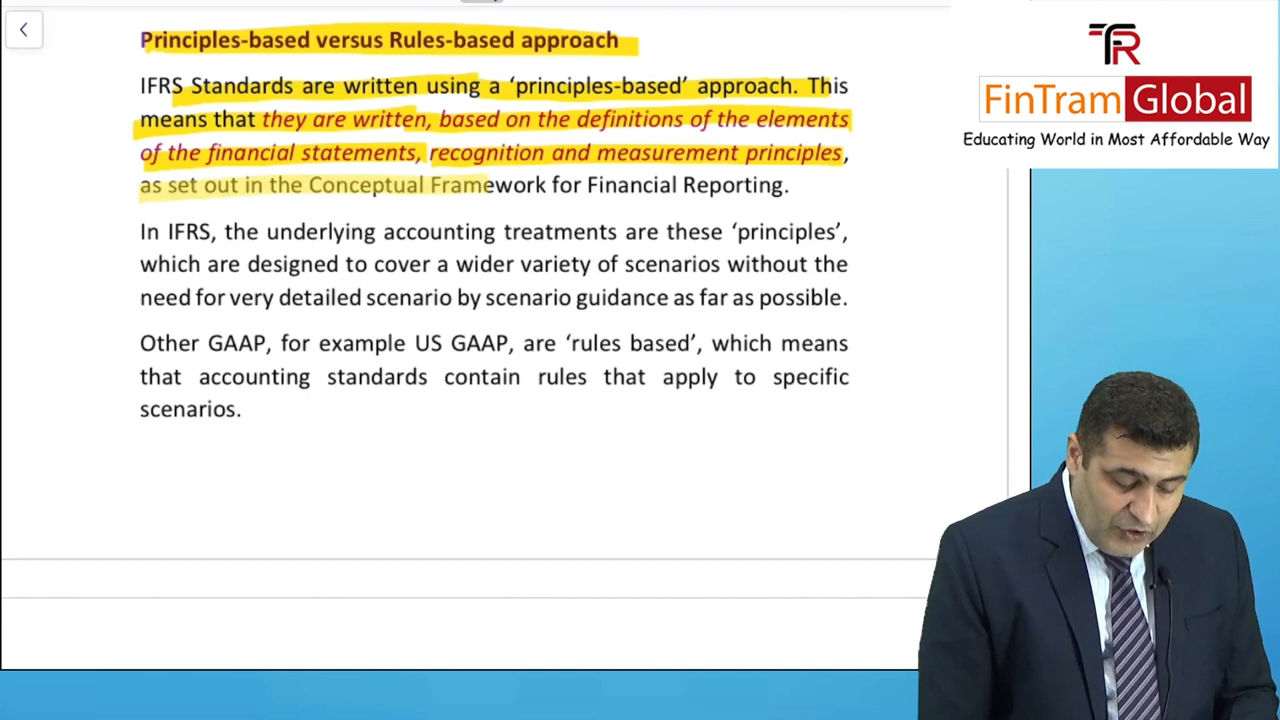 Principles-based versus Rules-based approach
IFRS Standards are written using a ‘principles-based’ approach. This
means that they are written, based on the definitions of the elements
of the financial statements, recognition and measurement principles,
as set out in the Conceptual Framework for Financial Reporting.
In IFRS, the underlying accounting treatments are these ‘principles’,
which are designed to cover a wider variety of scenarios without the
need for very detailed scenario by scenario guidance as far as possible.
Other GAAP, for example US GAAP, are ‘rules based’, which means
that accounting standards contain rules that apply to specific
scenarios.
FinTram Global
Educating World in Most Affordable Way